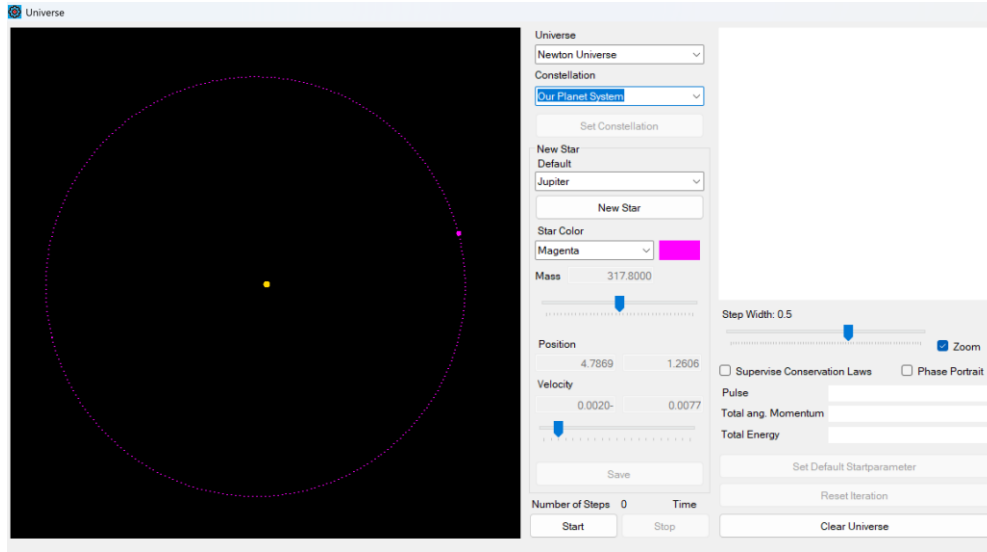 Universe
Universe
Newton Universe
Constellation
Our Planet System
Set Constellation
New Star
Default
Jupiter
New Star
Star Color
Magenta
Mass 317.8000
Position
4.7869 1.2606
Velocity
0.0020- 0.0077
Save
Number of Steps 0 Time
Start Stop
Step Width: 0.5
Zoom
Supervise Conservation Laws Phase Portrait
Pulse
Total ang. Momentum
Total Energy
Set Default Startparameter
Reset Iteration
Clear Universe